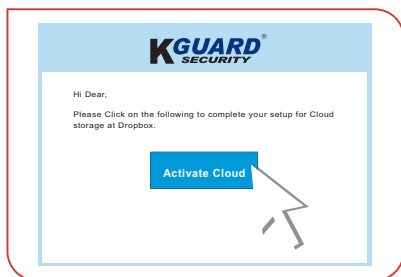 KGUARD®
SECURITY
Hi Dear,
Please Click on the following to complete your setup for Cloud
storage at Dropbox.
Activate Cloud